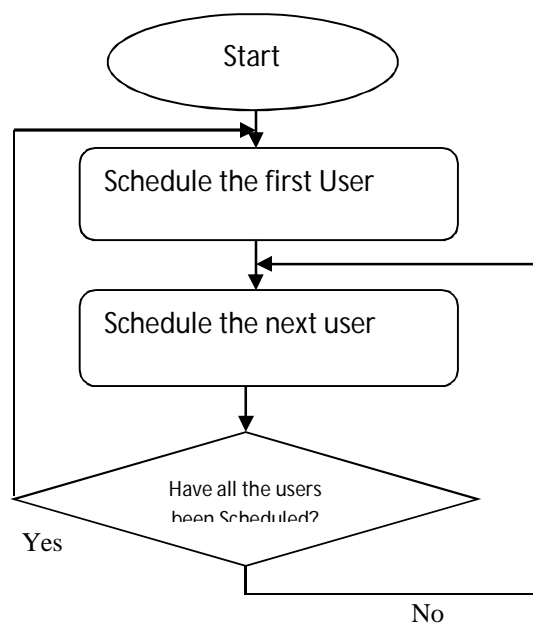 Start
Schedule the first User
Schedule the next user
Have all the users
been Scheduled?
Yes
No